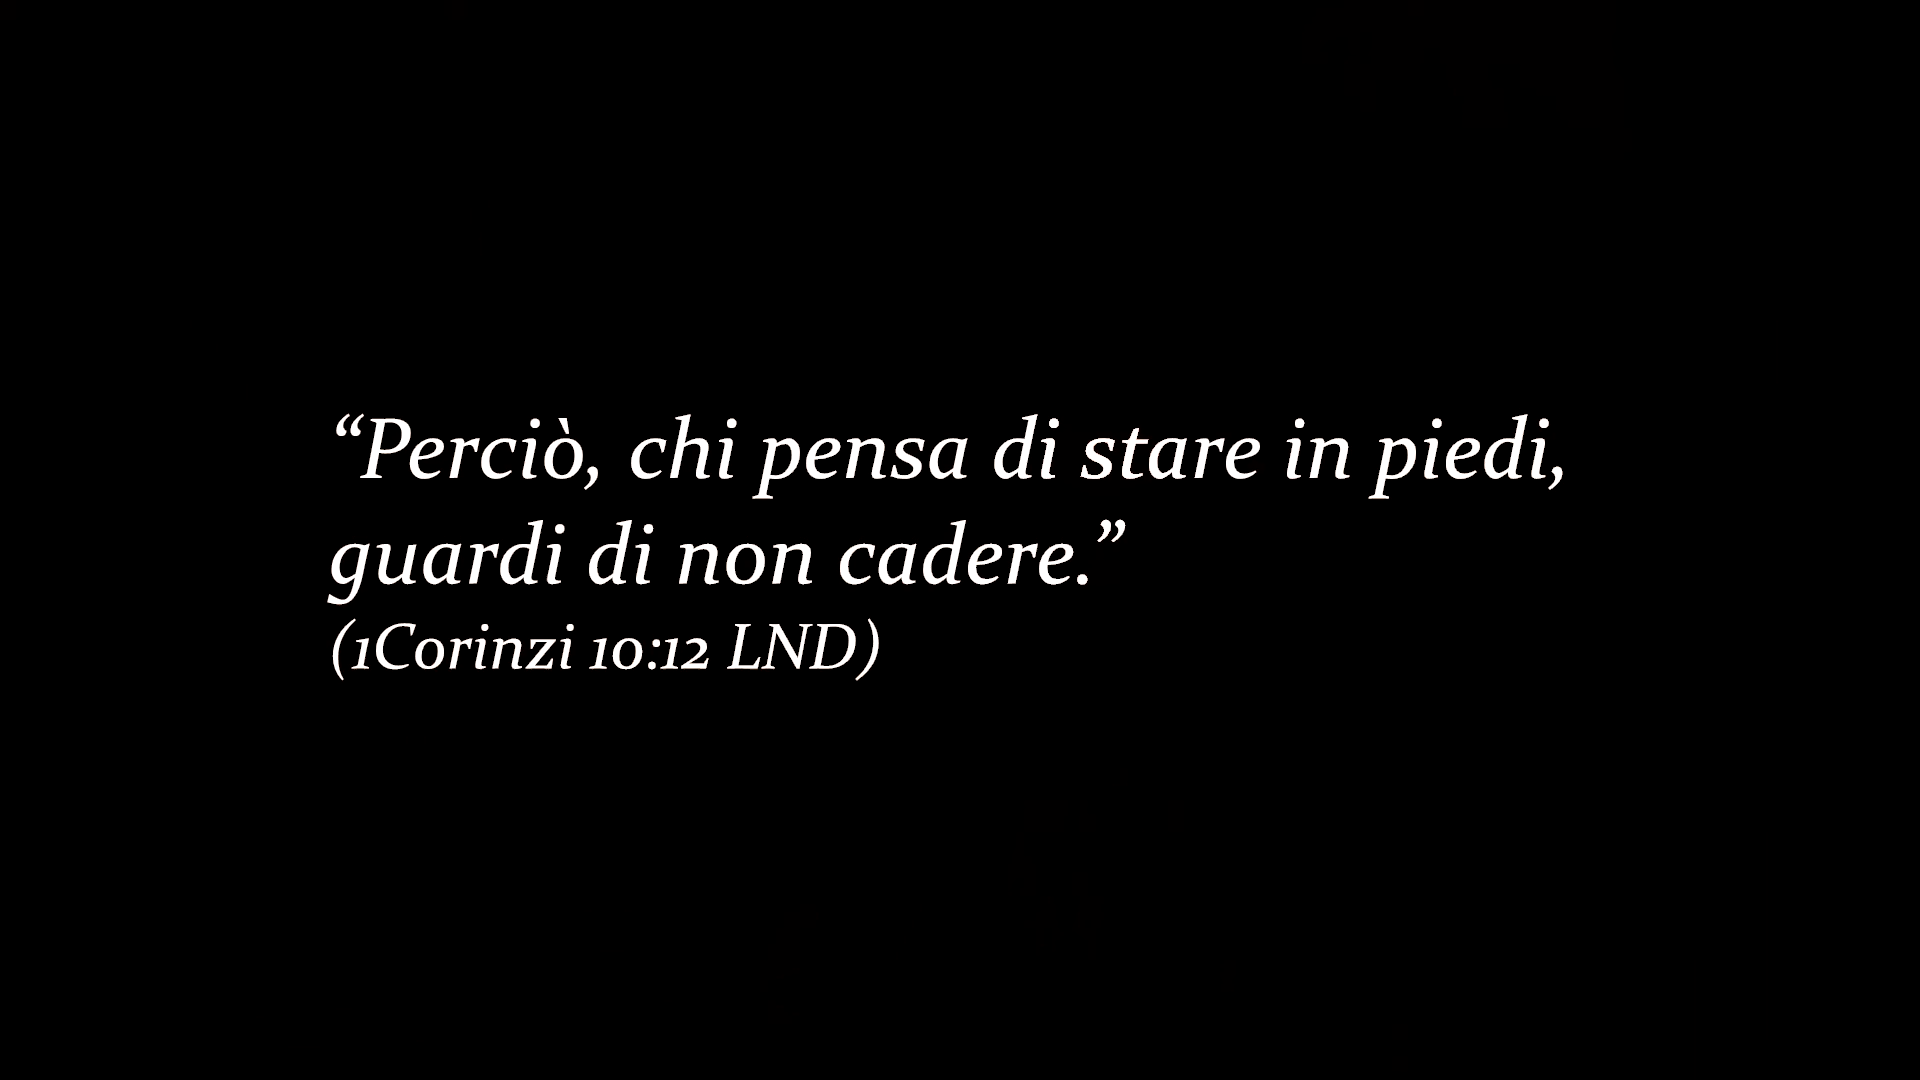 “Perciò, chi pensa di stare in piedi,
guardi di non cadere.”
(1Corinzi 10:12 LND)